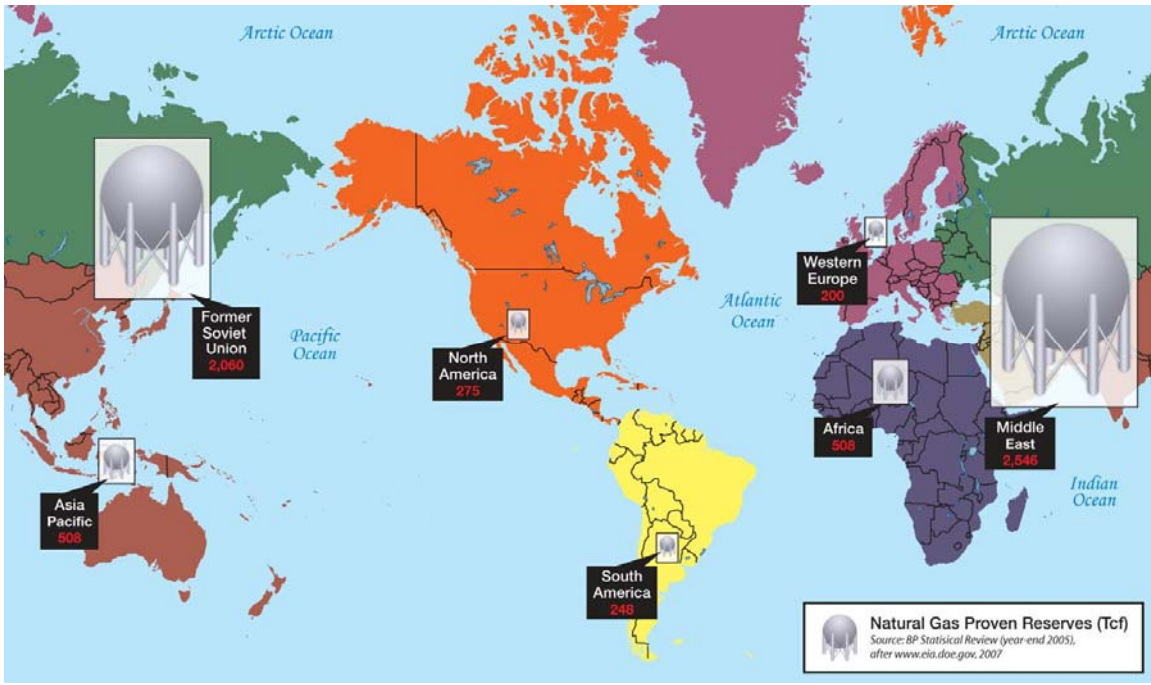 Arctic Ocean
Arctic Ocean
Former
Soviet
Union
2,060
Pacific
Ocean
North
America
275
Atlantic
Ocean
Western
Europe
200
Africa
508
Middle
East
2,546
Indian
Ocean
Asia
Pacific
508
South
America
248
Natural Gas Proven Reserves (Tcf)
Source: BP Statisical Review (year-end 2005),
after www.eia.doe.gov, 2007